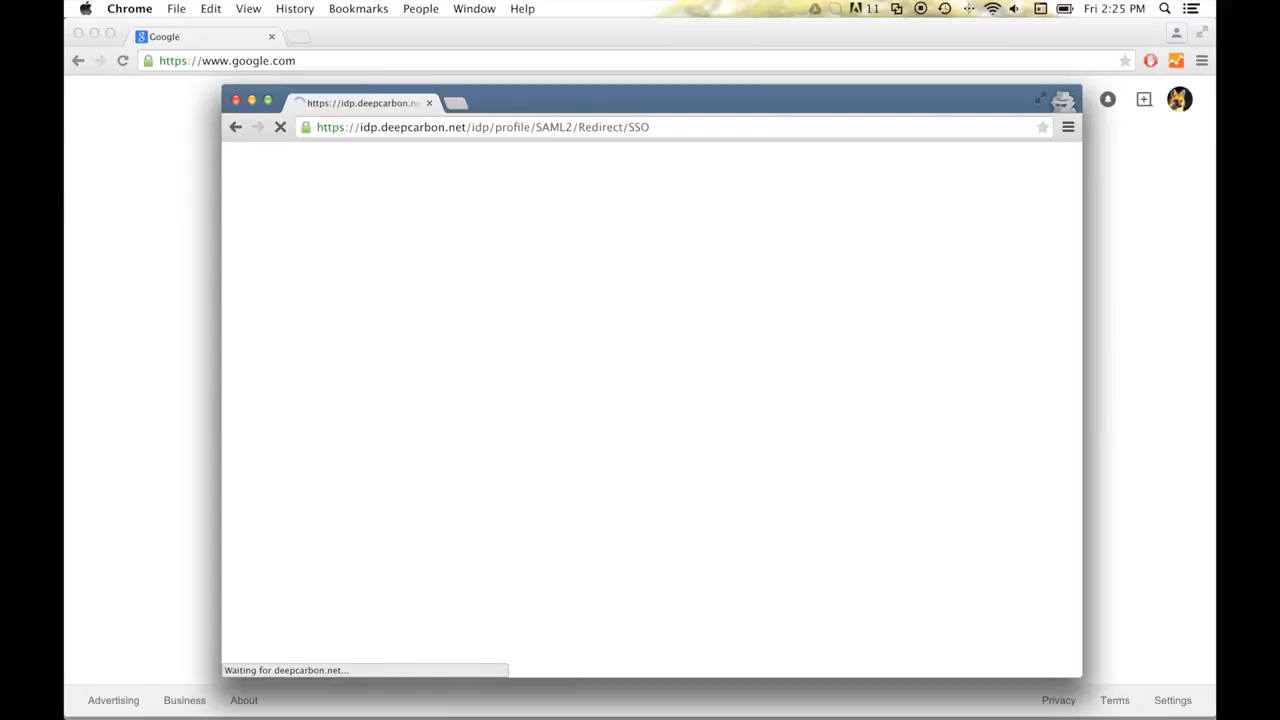 Chrome File Edit View History Bookmarks People Window Help 11 Fri 2:25 PM
Google
https://www.google.com
https://idp.deepcarbon.ne
https://idp.deepcarbon.net/idp/profile/SAML2/Redirect/SSO
Waiting for deepcarbon.net...
Advertising Business About Privacy Terms Settings